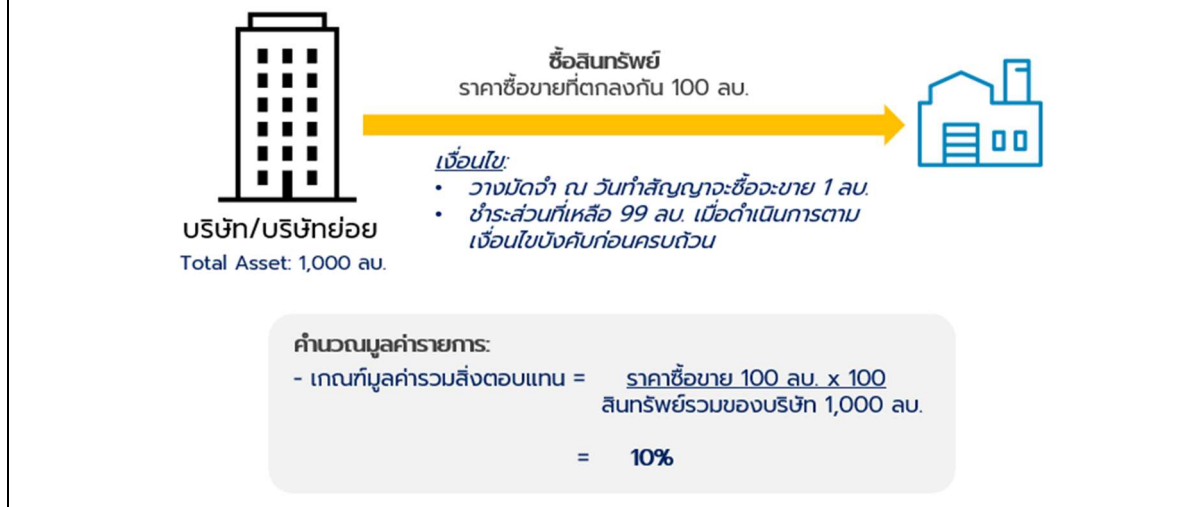 ซื้อสินทรัพย์
ราคาซื้อขายที่ตกลงกัน 100 ลบ.
เงื่อนไข:
• วางมัดจำ ณ วันทำสัญญาจะซื้อจะขาย 1 ลบ.
• ชำระส่วนที่เหลือ 99 ลบ. เมื่อดำเนินการตาม
เงื่อนไขบังคับก่อนครบถ้วน
บริษัท/บริษัทย่อย
Total Asset: 1,000 ลบ.
คำนวณมูลค่ารายการ:
- เกณฑ์มูลค่ารวมสิ่งตอบแทน = ราคาซื้อขาย 100 ลบ. x 100
สินทรัพย์รวมของบริษัท 1,000 ลบ.
= 10%